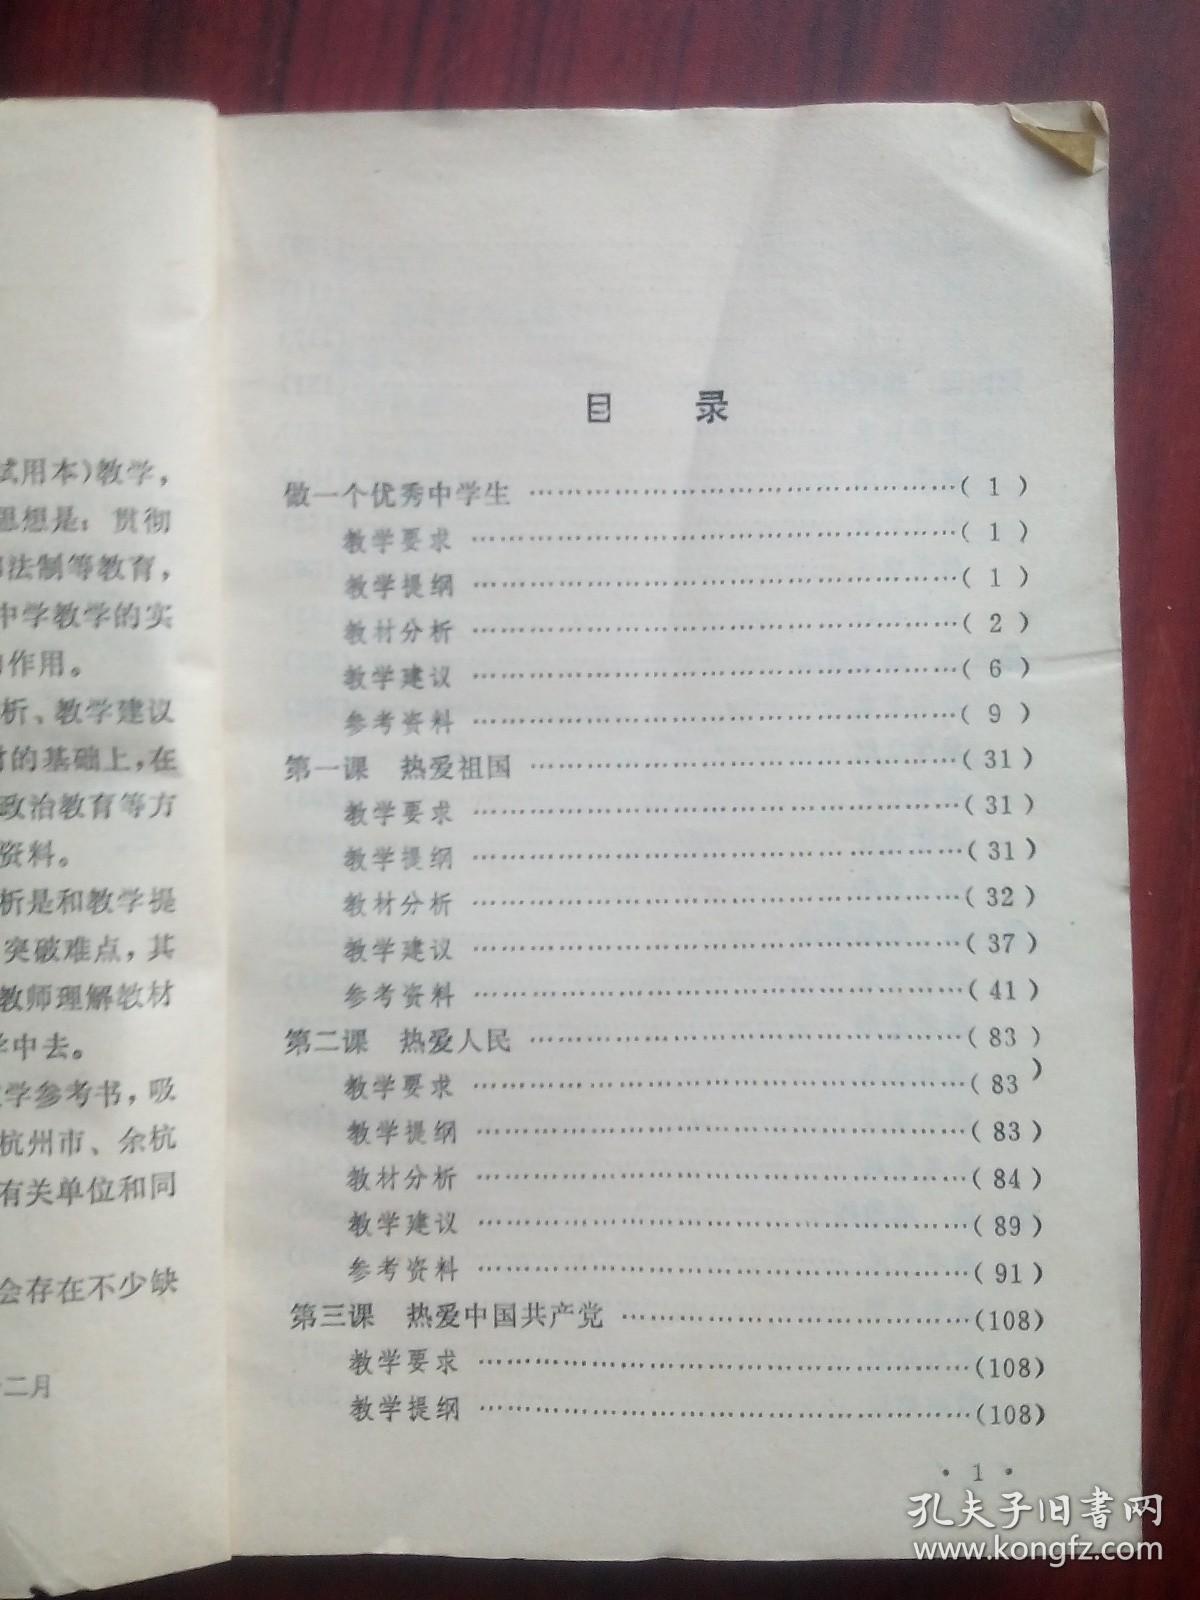 试用本)教学，
思想是：贯彻
法制等教育，
中学教学的实
作用。
析、教学建议
的基础上，在
政治教育等方
资料。
析是和教学提
突破难点，其
教师理解教材
学中去。
学参考书，吸
杭州市、余杭
有关单位和同
会存在不少缺
二月
目 录
做一个优秀中学生 ……………………………………(1)
教学要求 ……………………………………(1)
教学提纲 ……………………………………(1)
教材分析 ……………………………………(2)
教学建议 ……………………………………(6)
参考资料 ……………………………………(9)
第一课 热爱祖国 ……………………………………(31)
教学要求 ……………………………………(31)
教学提纲 ……………………………………(31)
教材分析 ……………………………………(32)
教学建议 ……………………………………(37)
参考资料 ……………………………………(41)
第二课 热爱人民 ……………………………………(83)
教学要求 ……………………………………(83)
教学提纲 ……………………………………(83)
教材分析 ……………………………………(84)
教学建议 ……………………………………(89)
参考资料 ……………………………………(91)
第三课 热爱中国共产党 ………………………………(108)
教学要求 ……………………………………(108)
教学提纲 ……………………………………(108)
· 1 ·
孔夫子旧书网
www.kongfz.com